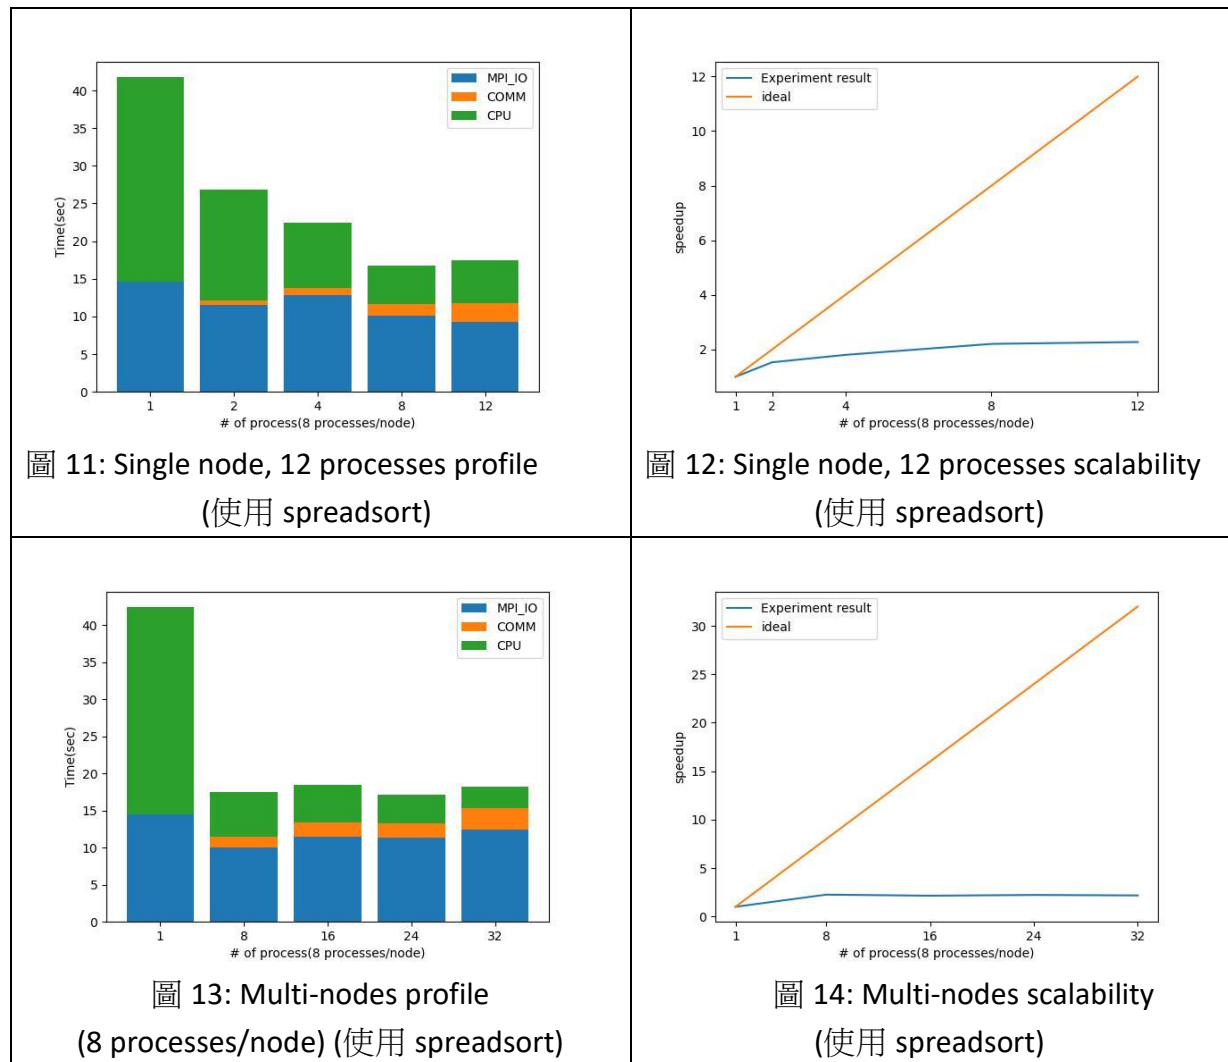 40
35
30
25
20
15
10
5
0
Time(sec)
MPI_IO
COMM
CPU
1 2 4 8 12
# of process(8 processes/node)
圖 11: Single node, 12 processes profile
(使用 spreadsort)
12
10
8
6
4
2
speedup
Experiment result
ideal
1 2 4 8 12
# of process(8 processes/node)
圖 12: Single node, 12 processes scalability
(使用 spreadsort)
40
35
30
25
20
15
10
5
0
Time(sec)
MPI_IO
COMM
CPU
1 8 16 24 32
# of process(8 processes/node)
圖 13: Multi-nodes profile
(8 processes/node) (使用 spreadsort)
30
25
20
15
10
5
0
speedup
Experiment result
ideal
1 8 16 24 32
# of process(8 processes/node)
圖 14: Multi-nodes scalability
(使用 spreadsort)